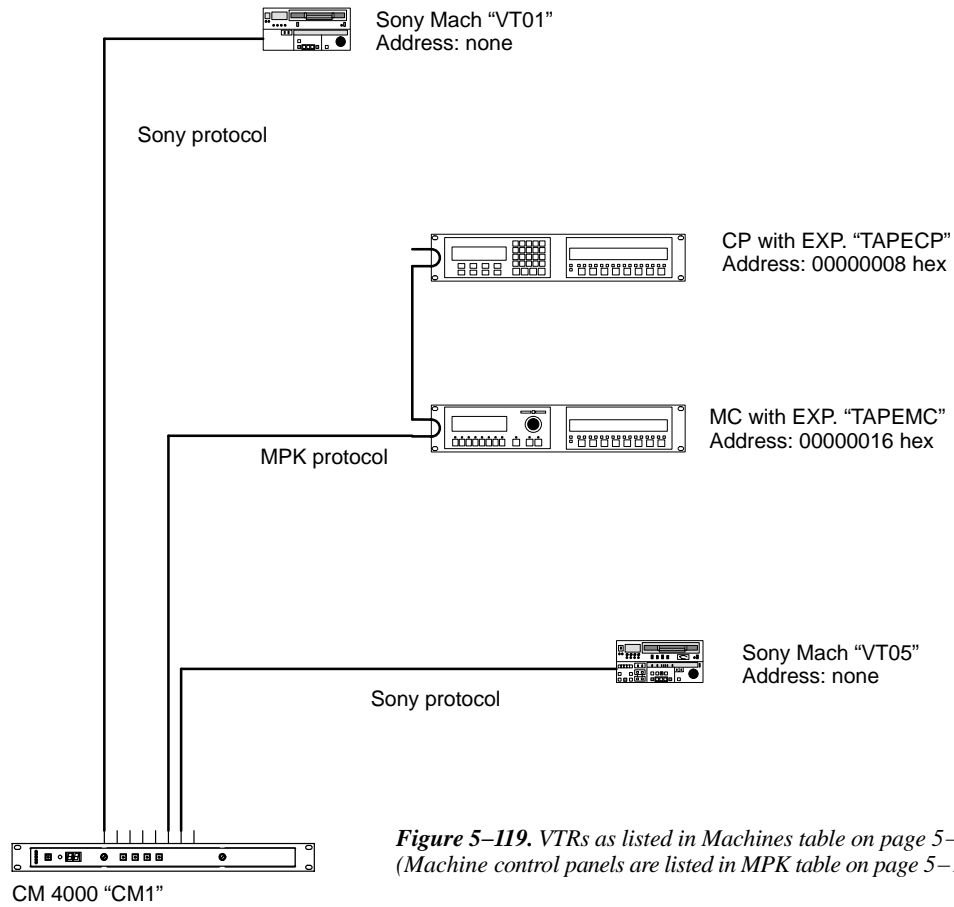 Sony Mach “VT01”
Address: none
Sony protocol
CP with EXP. “TAPECP”
Address: 00000008 hex
MC with EXP. “TAPEMC”
Address: 00000016 hex
MPK protocol
Sony Mach “VT05”
Address: none
Sony protocol
Figure 5–119. VTRs as listed in Machines table on page 5–
(Machine control panels are listed in MPK table on page 5–
CM 4000 “CM1”